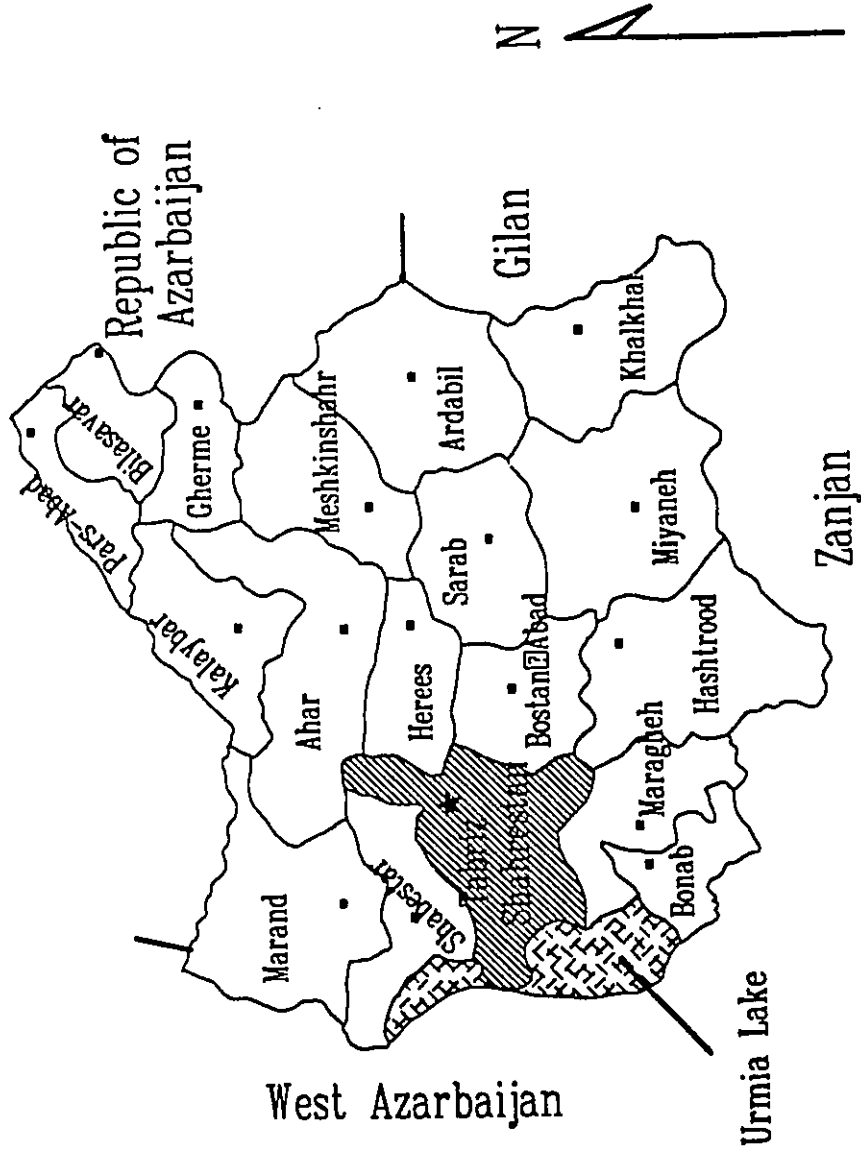 Republic of
Azarbaijan
N
Pars-Abad
Bilasavar
Gherme
Kalaybar
Meshkinshahr
Ahar
Marand
Ardabil
Gilan
Herees
Sarab
Shabestar
Khalkhal
Tabriz
Shahrestan
Bostan?Abad
Miyaneh
Maragheh
Hashtrood
Bonab
West Azarbaijan
Zanjan
Urmia Lake